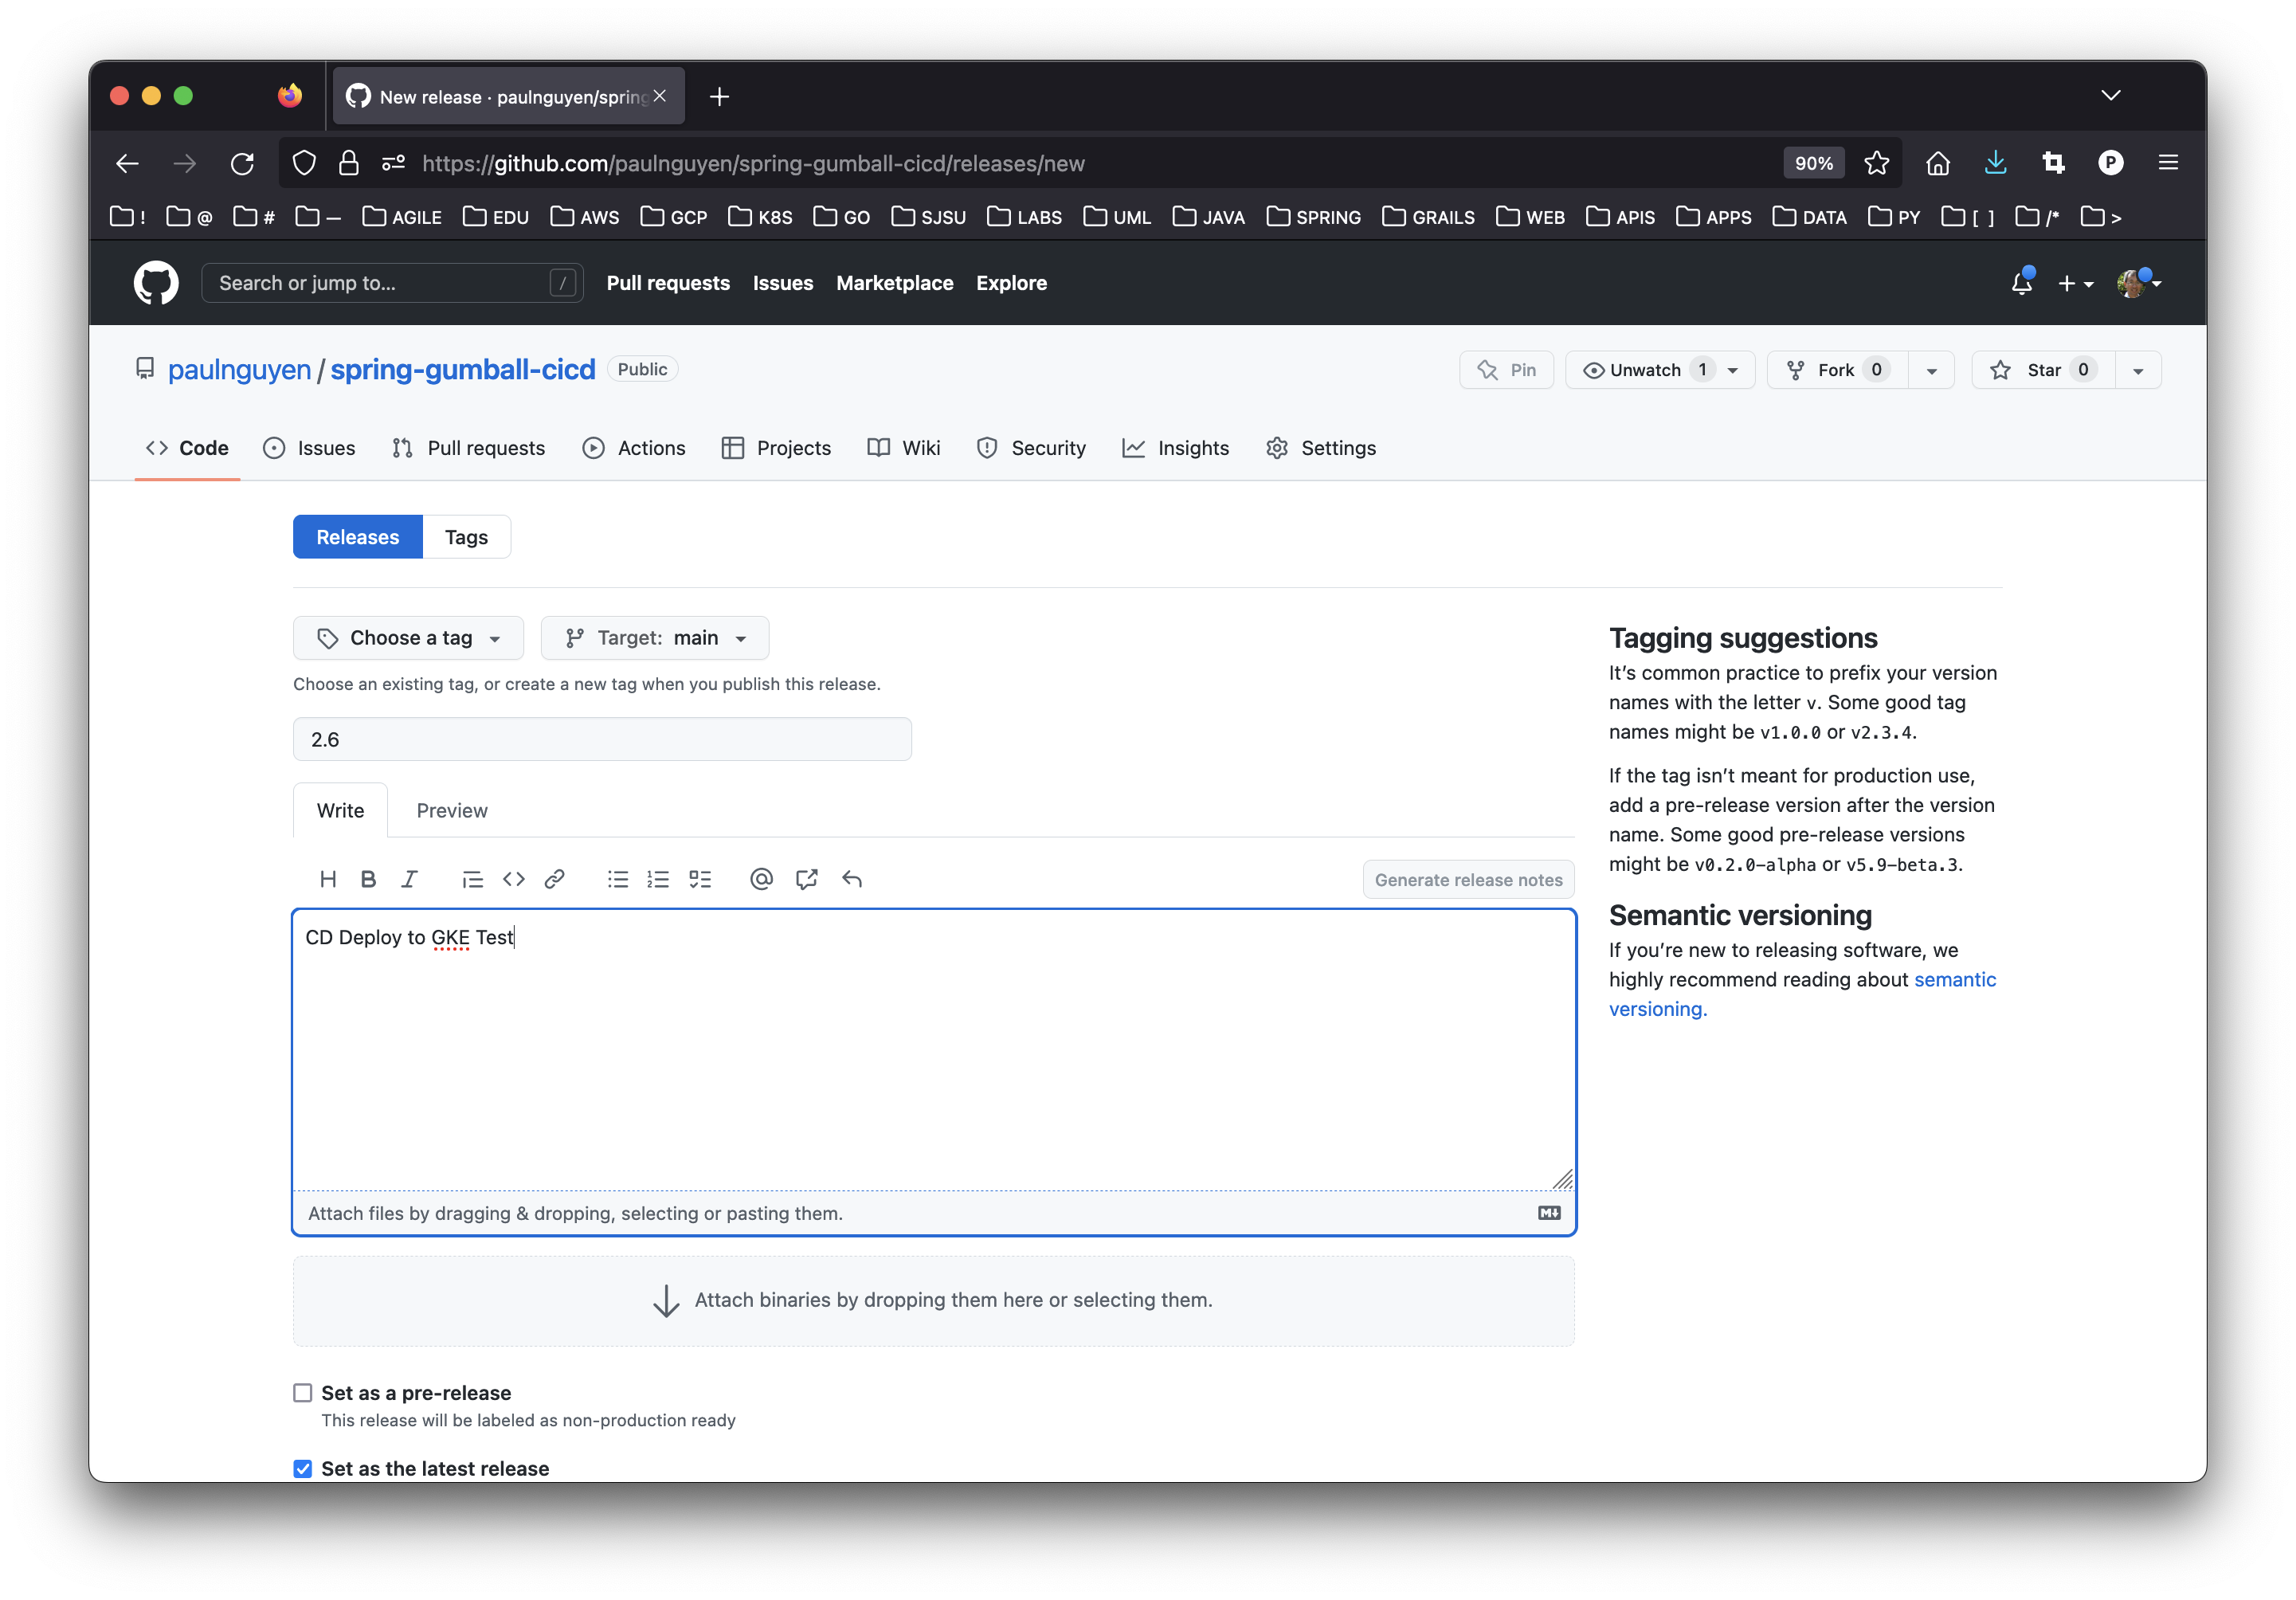 New release · paulnguyen/spring
https://github.com/paulnguyen/spring-gumball-cicd/releases/new 90% P
! @ # — AGILE EDU AWS GCP K8S GO SJSU LABS UML JAVA SPRING GRAILS WEB APIS APPS DATA PY [ ] /* >
Search or jump to... / Pull requests Issues Marketplace Explore
paulnguyen / spring-gumball-cicd Public Pin Unwatch 1 Fork 0 Star 0
Code Issues Pull requests Actions Projects Wiki Security Insights Settings
Releases Tags
Choose a tag Target: main
Choose an existing tag, or create a new tag when you publish this release.
2.6
Write Preview
H B I @ Generate release notes
CD Deploy to GKE Test
Attach files by dragging & dropping, selecting or pasting them.
Attach binaries by dropping them here or selecting them.
Set as a pre-release
This release will be labeled as non-production ready
Set as the latest release
Tagging suggestions
It’s common practice to prefix your version
names with the letter v. Some good tag
names might be v1.0.0 or v2.3.4.
If the tag isn’t meant for production use,
add a pre-release version after the version
name. Some good pre-release versions
might be v0.2.0-alpha or v5.9-beta.3.
Semantic versioning
If you’re new to releasing software, we
highly recommend reading about semantic
versioning.